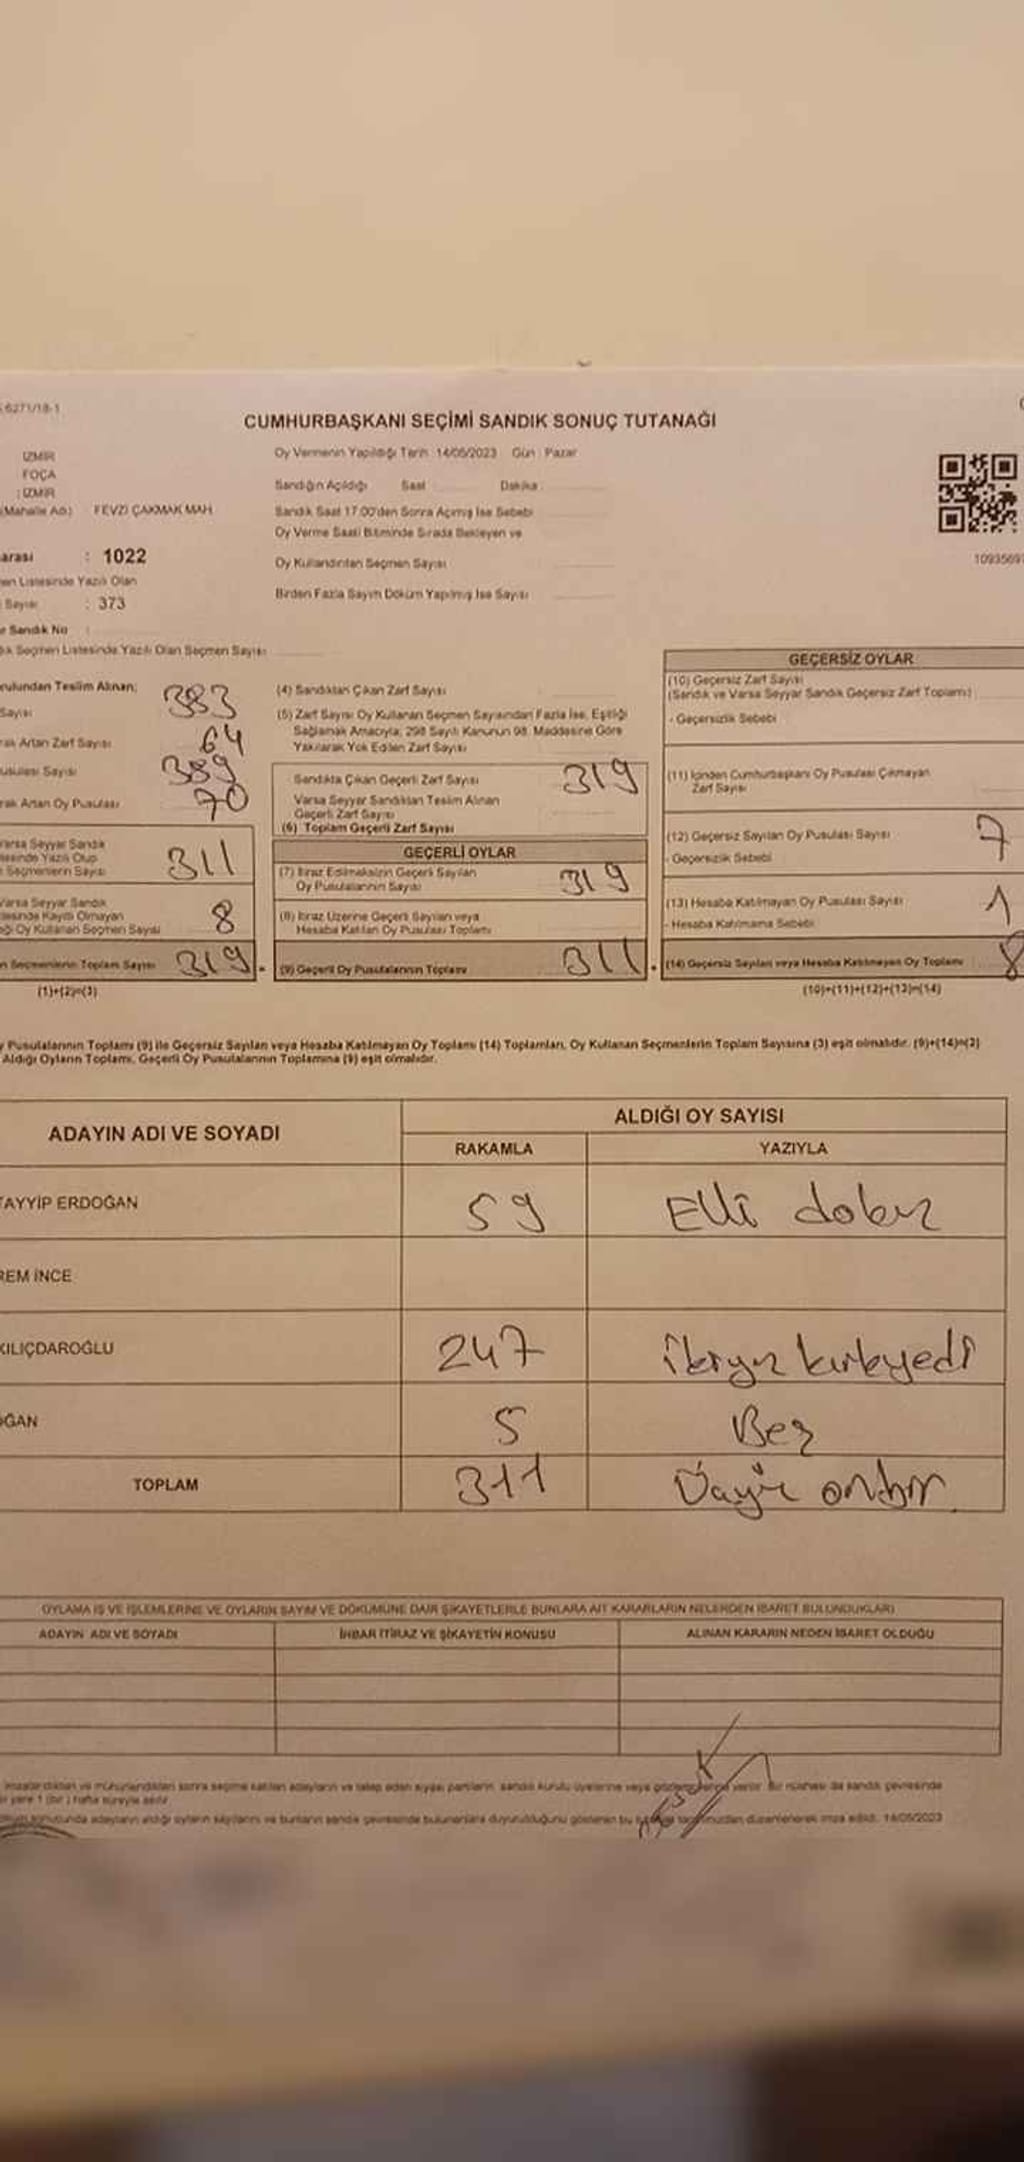 6271/18-1
CUMHURBAŞKANI SEÇİMİ SANDIK SONUÇ TUTANAĞI
İZMİR
FOÇA
: İZMİR
(Mahalle Adı) FEVZİ ÇAKMAK MAH.
arası : 1022
en Listesinde Yazılı Olan
Sayısı : 373
r Sandık No :
ık Seçmen Listesinde Yazılı Olan Seçmen Sayısı
Oy Vermenin Yapıldığı Tarih 14/05/2023 Gün : Pazar
Sandığın Açıldığı Saat Dakika
Sandık Saat 17.00'den Sonra Açımış İse Sebebi
Oy Verme Saati Bitiminde Sırada Bekleyen ve
Oy Kullandırılan Seçmen Sayısı
Birden Fazla Sayım Döküm Yapılmış İse Sayısı
1093569
rulundan Teslim Alınan;
Sayısı 383
rak Artan Zarf Sayısı 64
usulası Sayısı 389
rak Artan Oy Pusulası 70
Varsa Seyyar Sandık
esinde Yazılı Olup
Seçmenlerin Sayısı 311
Varsa Seyyar Sandık
esinde Kayıtlı Olmayan
ği Oy Kullanan Seçmen Sayısı 8
n Seçmenlerin Toplam Sayısı 319
(1)+(2)=(3)
(4) Sandıktan Çıkan Zarf Sayısı
(5) Zarf Sayısı Oy Kullanan Seçmen Sayısından Fazla İse, Eşitliği
Sağlamak Amacıyla; 298 Sayılı Kanunun 98. Maddesine Göre
Yakılarak Yok Edilen Zarf Sayısı
Sandıkta Çıkan Geçerli Zarf Sayısı 319
Varsa Seyyar Sandıktan Teslim Alınan
Geçerli Zarf Sayısı
(6) Toplam Geçerli Zarf Sayısı
GEÇERLİ OYLAR
(7) İtiraz Edilmeksizin Geçerli Sayılan
Oy Pusulalarının Sayısı 319
(8) İtiraz Üzerine Geçerli Sayılan veya
Hesaba Katılan Oy Pusulası Toplamı
(9) Geçerli Oy Pusulalarının Toplamı 311
GEÇERSİZ OYLAR
(10) Geçersiz Zarf Sayısı
(Sandık ve Varsa Seyyar Sandık Geçersiz Zarf Toplamı)
- Geçersizlik Sebebi
(11) İçinden Cumhurbaşkanı Oy Pusulası Çıkmayan
Zarf Sayısı
(12) Geçersiz Sayılan Oy Pusulası Sayısı 7
- Geçersizlik Sebebi
(13) Hesaba Katılmayan Oy Pusulası Sayısı 1
- Hesaba Katılmama Sebebi
(14) Geçersiz Sayılan veya Hesaba Katılmayan Oy Toplamı 8
(10)+(11)+(12)+(13)=(14)
y Pusulalarının Toplamı (9) ile Geçersiz Sayılan veya Hesaba Katılmayan Oy Toplamı (14) Toplamları, Oy Kullanan Seçmenlerin Toplam Sayısına (3) eşit olmalıdır. (9)+(14)=(3)
Aldığı Oyların Toplamı, Geçerli Oy Pusulalarının Toplamına (9) eşit olmalıdır.
ADAYIN ADI VE SOYADI
ALDIĞI OY SAYISI
RAKAMLA YAZIYLA
TAYYİP ERDOĞAN 59 Elli dokuz
REM İNCE
KILIÇDAROĞLU 247 ikiyüz kırkyedi
OĞAN 5 Beş
TOPLAM 311 Üçyüz onbir
OYLAMA İŞ VE İŞLEMLERİNE VE OYLARIN SAYIM VE DÖKÜMÜNE DAİR ŞİKAYETLERLE BUNLARA AİT KARARLARIN NELERDEN İBARET BULUNDUKLARI
ADAYIN ADI VE SOYADI İHBAR İTİRAZ VE ŞİKAYETİN KONUSU ALINAN KARARIN NEDEN İBARET OLDUĞU
imzalandıktan ve mühürlendikten sonra seçime katılan adayların ve talep eden siyasi partilerin, sandık kurulu üyelerine veya verilir. Bir nüshası da sandık çevresinde
yere 1 (bir) hafta süreyle asılır.
sonucunda adayların aldığı oyların sayılarını ve bunların sandık çevresinde bulunanlara duyurulduğunu gösteren bu düzenlenerek imza edildi. 14/05/2023